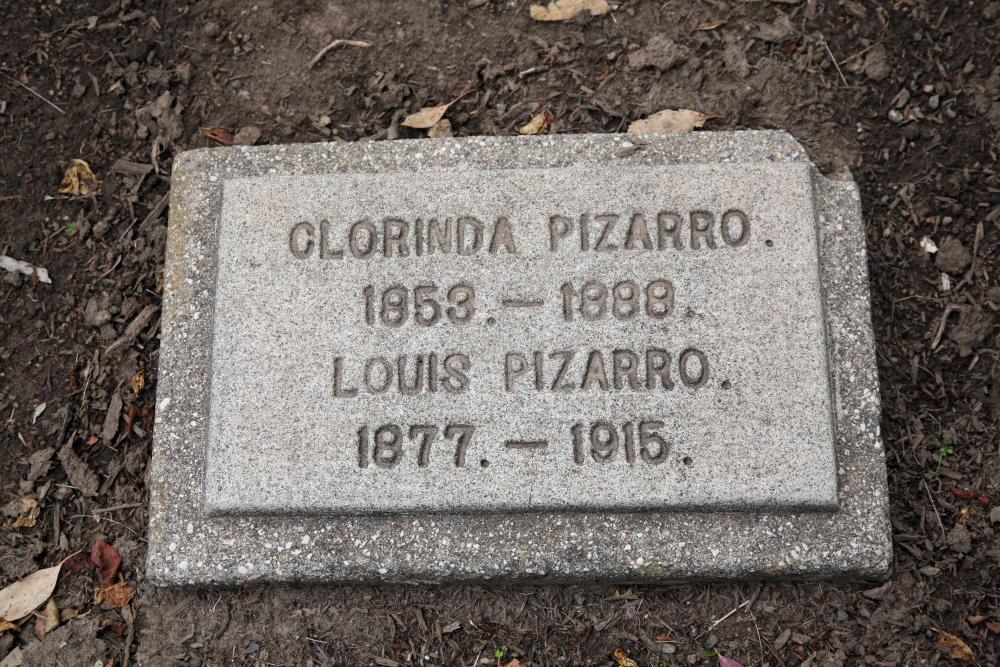 CLORINDA PIZARRO.
1853.-1888.
LOUIS PIZARRO.
1877.-1915.